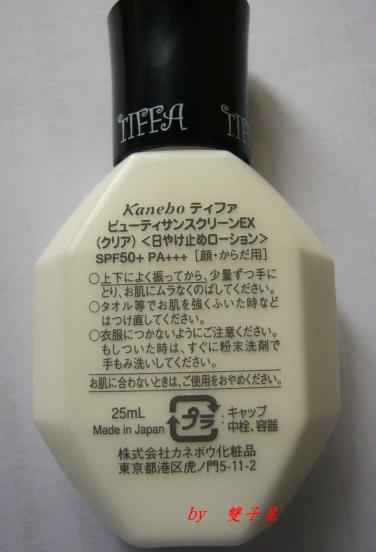 TIFFA TI
Kanebo ティファ
ビューティサンスクリーンEX
(クリア) <日やけ止めローション>
SPF50+ PA+++ [顔・からだ用]
○上下によく振ってから、少量ずつ手に
とり、お肌にムラなくのばしてください。
○タオル等でお肌を強くふいた時など
はつけ直してください。
○衣服につかないようにご注意ください。
もしついた時は、すぐに粉末洗剤で
手もみ洗いしてください。
お肌に合わないときは、ご使用をおやめください。
25mL
Made in Japan
プラ
:キャップ
中栓、容器
株式会社カネボウ化粧品
東京都港区虎ノ門5-11-2
by 雙子星